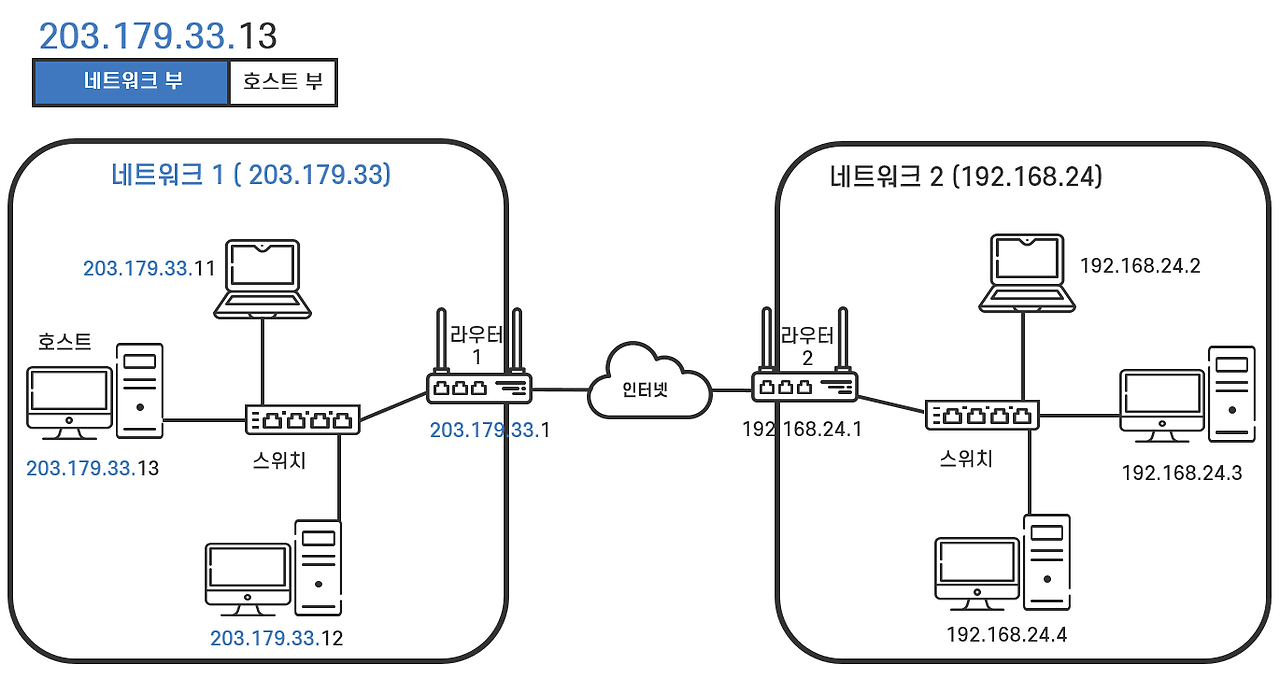 203.179.33.13
네트워크 부
호스트 부
네트워크 1 ( 203.179.33)
203.179.33.11
호스트
203.179.33.13
스위치
203.179.33.12
라우터
1
203.179.33.1
인터넷
네트워크 2 (192.168.24)
라우터
2
192.168.24.1
192.168.24.2
스위치
192.168.24.3
192.168.24.4